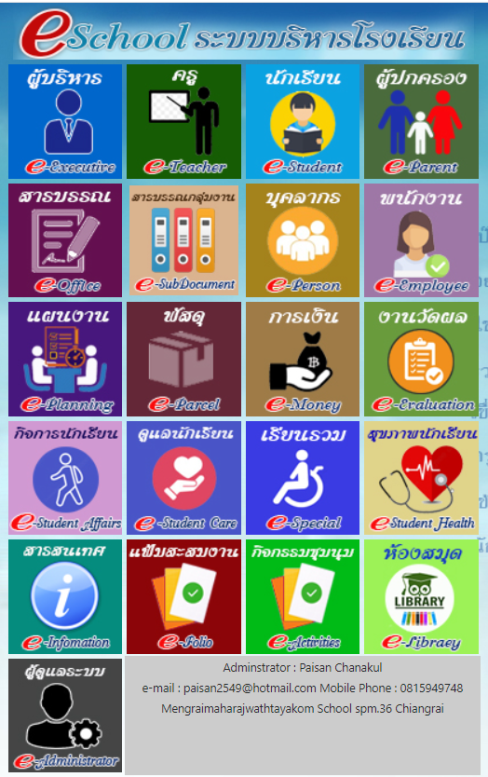 eSchool ระบบบริหารโรงเรียน
ผู้บริหาร
e-Executive
ครู
e-Teacher
นักเรียน
e-Student
ผู้ปกครอง
e-Parent
สารบรรณ
e-Office
สารบรรณกลุ่มงาน
e-SubDocument
บุคลากร
e-Person
พนักงาน
e-Employee
แผนงาน
e-Planning
พัสดุ
e-Parcel
การเงิน
e-Money
งานวัดผล
e-Evaluation
กิจการนักเรียน
e-Student Affairs
ดูแลนักเรียน
e-Student Care
เรียนรวม
e-Special
สุขภาพนักเรียน
e-Student Health
สารสนเทศ
e-Infomation
แฟ้มสะสมงาน
e-Folio
กิจกรรมชุมนุม
e-Activities
ห้องสมุด
LIBRARY
e-Libraey
ผู้ดูแลระบบ
e-Administrator
Adminstrator : Paisan Chanakul
e-mail : paisan2549@hotmail.com Mobile Phone : 0815949748
Mengraimaharajwathtayakom School spm.36 Chiangrai